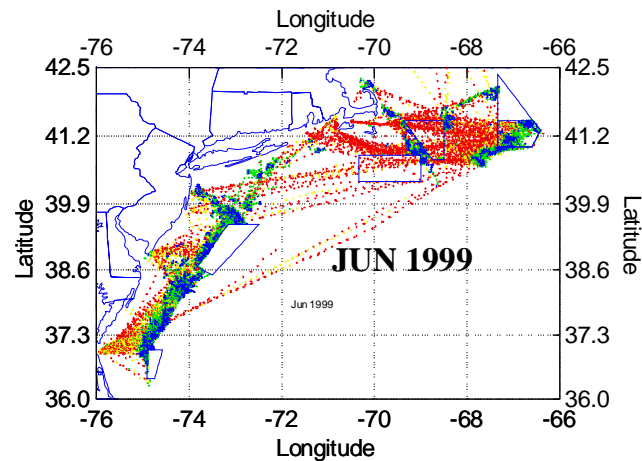 Longitude
-76 -74 -72 -70 -68 -66
42.5 42.5
41.2 41.2
39.9 39.9
Latitude Latitude
JUN 1999
38.6 38.6
Jun 1999
37.3 37.3
36.0 36.0
-76 -74 -72 -70 -68 -66
Longitude